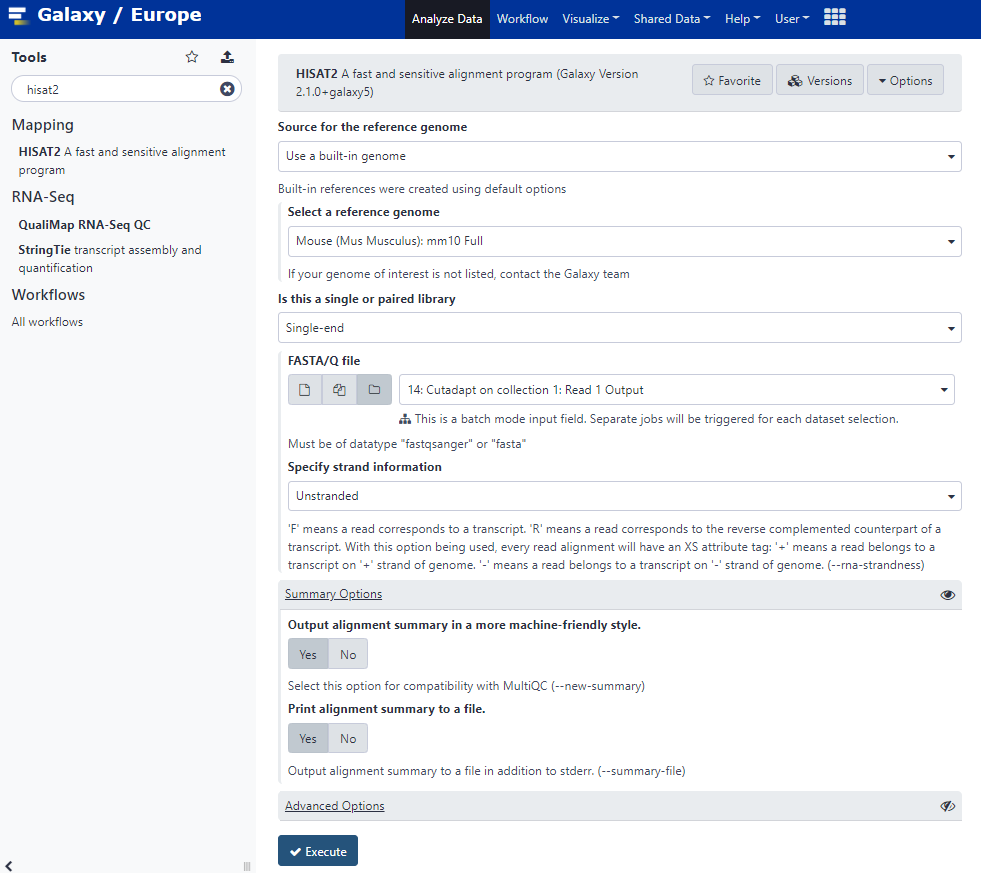 Galaxy / Europe
Analyze Data
Workflow
Visualize
Shared Data
Help
User
Tools
hisat2
Mapping
HISAT2 A fast and sensitive alignment
program
RNA-Seq
QualiMap RNA-Seq QC
StringTie transcript assembly and
quantification
Workflows
All workflows
HISAT2 A fast and sensitive alignment program (Galaxy Version
2.1.0+galaxy5)
Favorite
Versions
Options
Source for the reference genome
Use a built-in genome
Built-in references were created using default options
Select a reference genome
Mouse (Mus Musculus): mm10 Full
If your genome of interest is not listed, contact the Galaxy team
Is this a single or paired library
Single-end
FASTA/Q file
14: Cutadapt on collection 1: Read 1 Output
This is a batch mode input field. Separate jobs will be triggered for each dataset selection.
Must be of datatype "fastqsanger" or "fasta"
Specify strand information
Unstranded
'F' means a read corresponds to a transcript. 'R' means a read corresponds to the reverse complemented counterpart of a
transcript. With this option being used, every read alignment will have an XS attribute tag: '+' means a read belongs to a
transcript on '+' strand of genome. '-' means a read belongs to a transcript on '-' strand of genome. (--rna-strandness)
Summary Options
Output alignment summary in a more machine-friendly style.
Yes No
Select this option for compatibility with MultiQC (--new-summary)
Print alignment summary to a file.
Yes No
Output alignment summary to a file in addition to stderr. (--summary-file)
Advanced Options
Execute